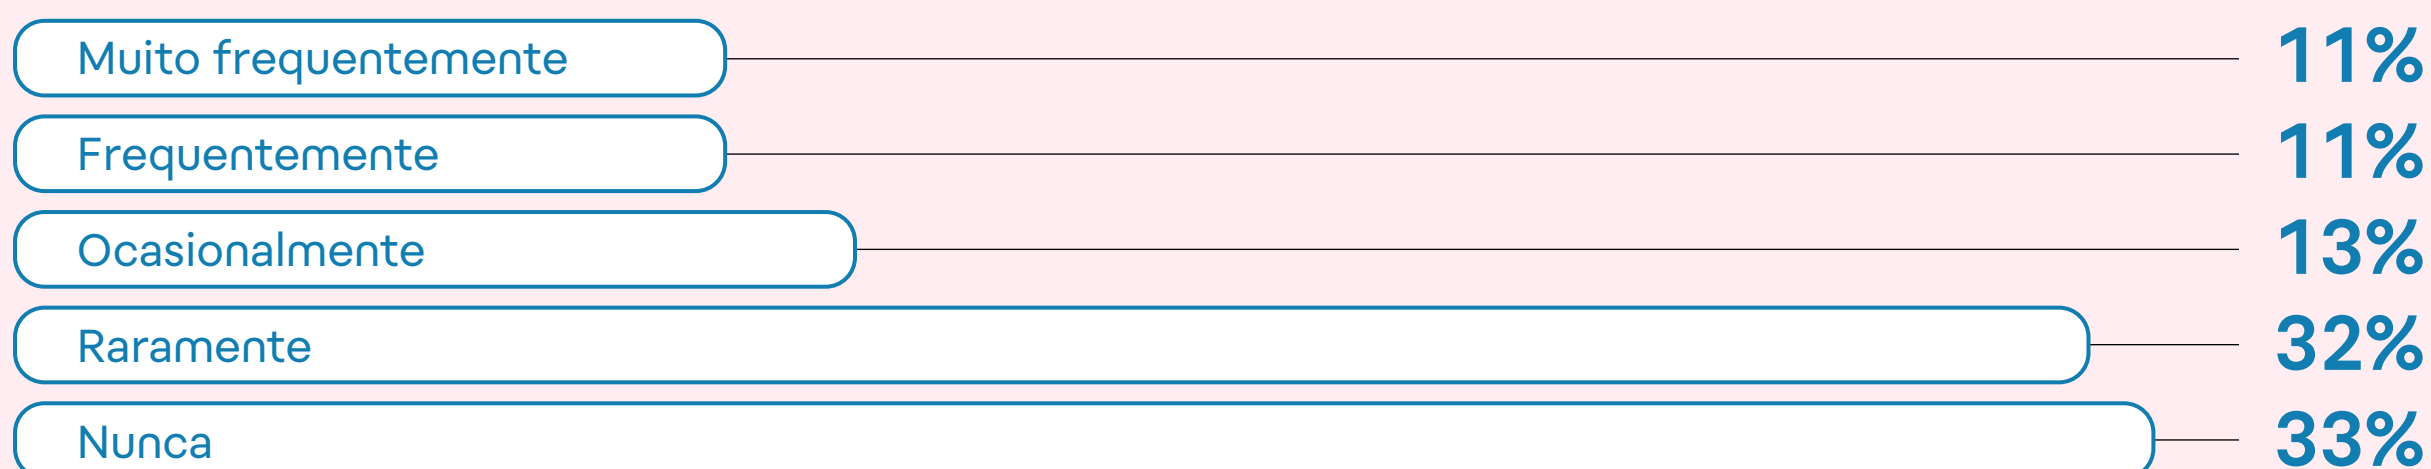 Muito frequentemente 11%
Frequentemente 11%
Ocasionalmente 13%
Raramente 32%
Nunca 33%